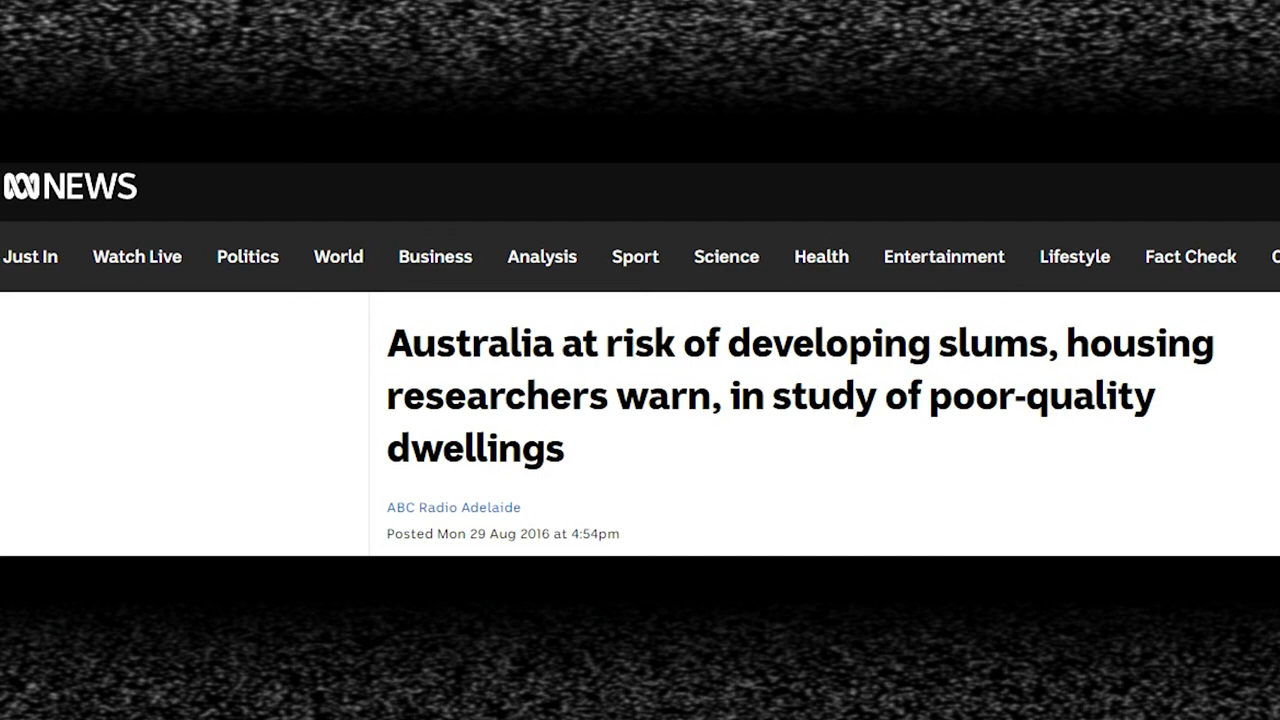 NEWS
Just In Watch Live Politics World Business Analysis Sport Science Health Entertainment Lifestyle Fact Check
Australia at risk of developing slums, housing
researchers warn, in study of poor-quality
dwellings
ABC Radio Adelaide
Posted Mon 29 Aug 2016 at 4:54pm